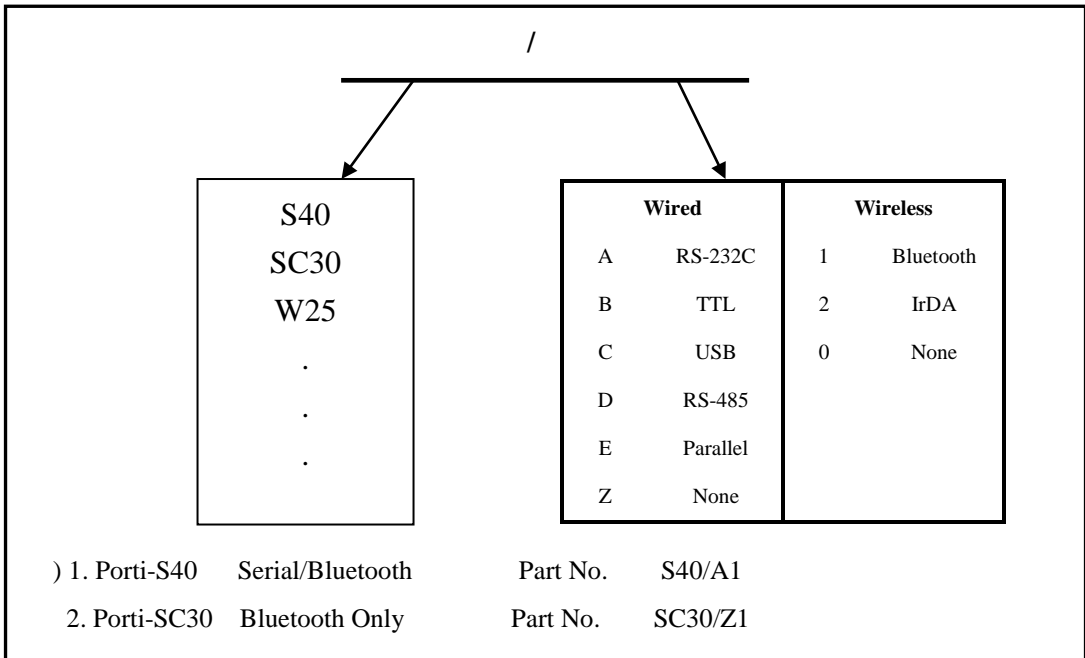 /
S40
SC30
W25
.
.
.
Wired Wireless
A RS-232C 1 Bluetooth
B TTL 2 IrDA
C USB 0 None
D RS-485
E Parallel
Z None
) 1. Porti-S40 Serial/Bluetooth Part No. S40/A1
2. Porti-SC30 Bluetooth Only Part No. SC30/Z1